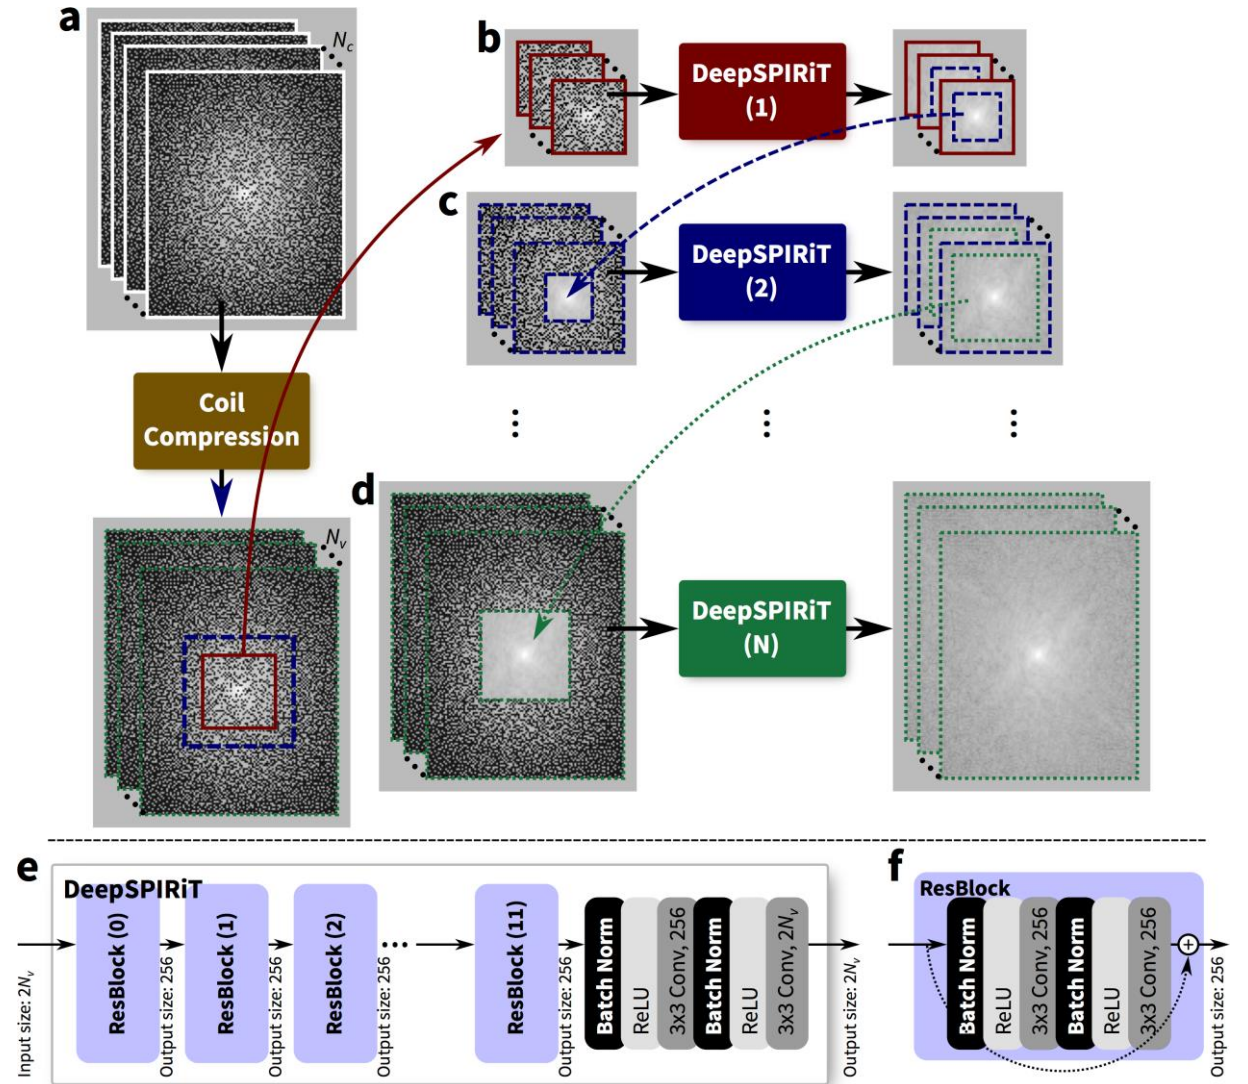 a
N_c
Coil
Compression
N_v
b
DeepSPIRiT
(1)
c
DeepSPIRiT
(2)
d
DeepSPIRiT
(N)
e
DeepSPIRiT
Input size: 2N_v
ResBlock (0)
Output size: 256
ResBlock (1)
Output size: 256
ResBlock (2)
Output size: 256
ResBlock (11)
Output size: 256
Batch Norm
ReLU
3x3 Conv, 256
Batch Norm
ReLU
3x3 Conv, 2N_v
Output size: 2N_v
f
ResBlock
Batch Norm
ReLU
3x3 Conv, 256
Batch Norm
ReLU
3x3 Conv, 256
+
Output size: 256